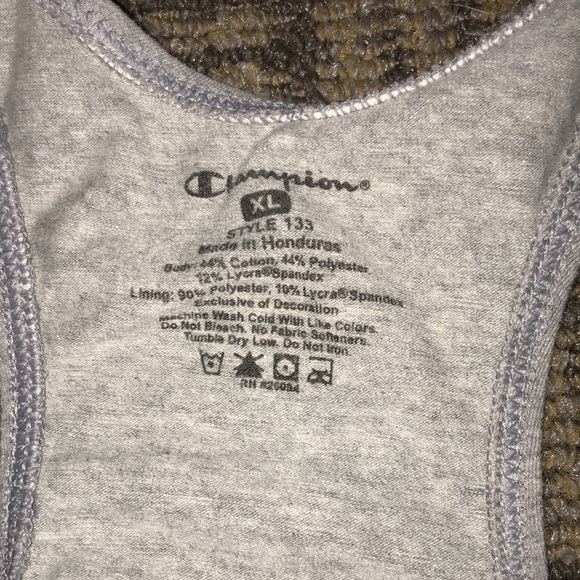 Champion®
XL
STYLE 133
Made in Honduras
Body: 44% Cotton, 44% Polyester
12% Lycra®Spandex
Lining: 90% Polyester, 10% Lycra®Spandex
Exclusive of Decoration
Machine Wash Cold With Like Colors.
Do Not Bleach. No Fabric Softeners.
Tumble Dry Low. Do Not Iron
RN #26094